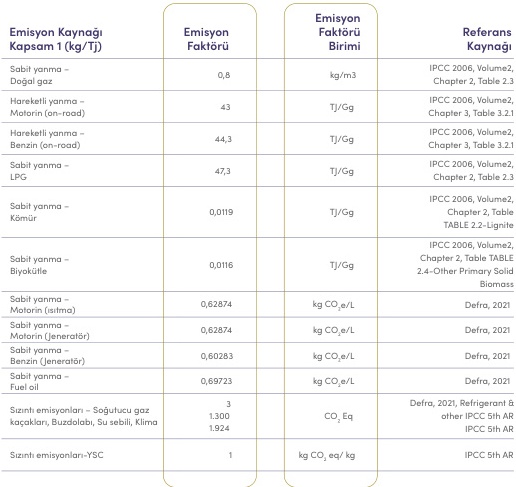 Emisyon Kaynağı
Kapsam 1 (kg/Tj)
Emisyon
Faktörü
Emisyon
Faktörü
Birimi
Referans
Kaynağı
Sabit yanma –
Doğal gaz
0,8
kg/m3
IPCC 2006, Volume2,
Chapter 2, Table 2.3
Hareketli yanma –
Motorin (on-road)
43
TJ/Gg
IPCC 2006, Volume2,
Chapter 3, Table 3.2.1
Hareketli yanma –
Benzin (on-road)
44,3
TJ/Gg
IPCC 2006, Volume2,
Chapter 3, Table 3.2.1
Sabit yanma –
LPG
47,3
TJ/Gg
IPCC 2006, Volume2,
Chapter 2, Table 2.3
Sabit yanma –
Kömür
0,0119
TJ/Gg
IPCC 2006, Volume2,
Chapter 2, Table
TABLE 2.2-Lignite
Sabit yanma –
Biyokütle
0,0116
TJ/Gg
IPCC 2006, Volume2,
Chapter 2, Table TABLE
2.4-Other Primary Solid
Biomass
Sabit yanma –
Motorin (ısıtma)
0,62874
kg CO₂e/L
Defra, 2021
Sabit yanma –
Motorin (Jeneratör)
0,62874
kg CO₂e/L
Defra, 2021
Sabit yanma –
Benzin (Jeneratör)
0,60283
kg CO₂e/L
Defra, 2021
Sabit yanma –
Fuel oil
0,69723
kg CO₂e/L
Defra, 2021
Sızıntı emisyonları – Soğutucu gaz
kaçakları, Buzdolabı, Su sebili, Klima
3
1.300
1.924
CO₂ Eq
Defra, 2021, Refrigerant &
other IPCC 5th AR
IPCC 5th AR
Sızıntı emisyonları-YSC
1
kg CO₂ eq/ kg
IPCC 5th AR